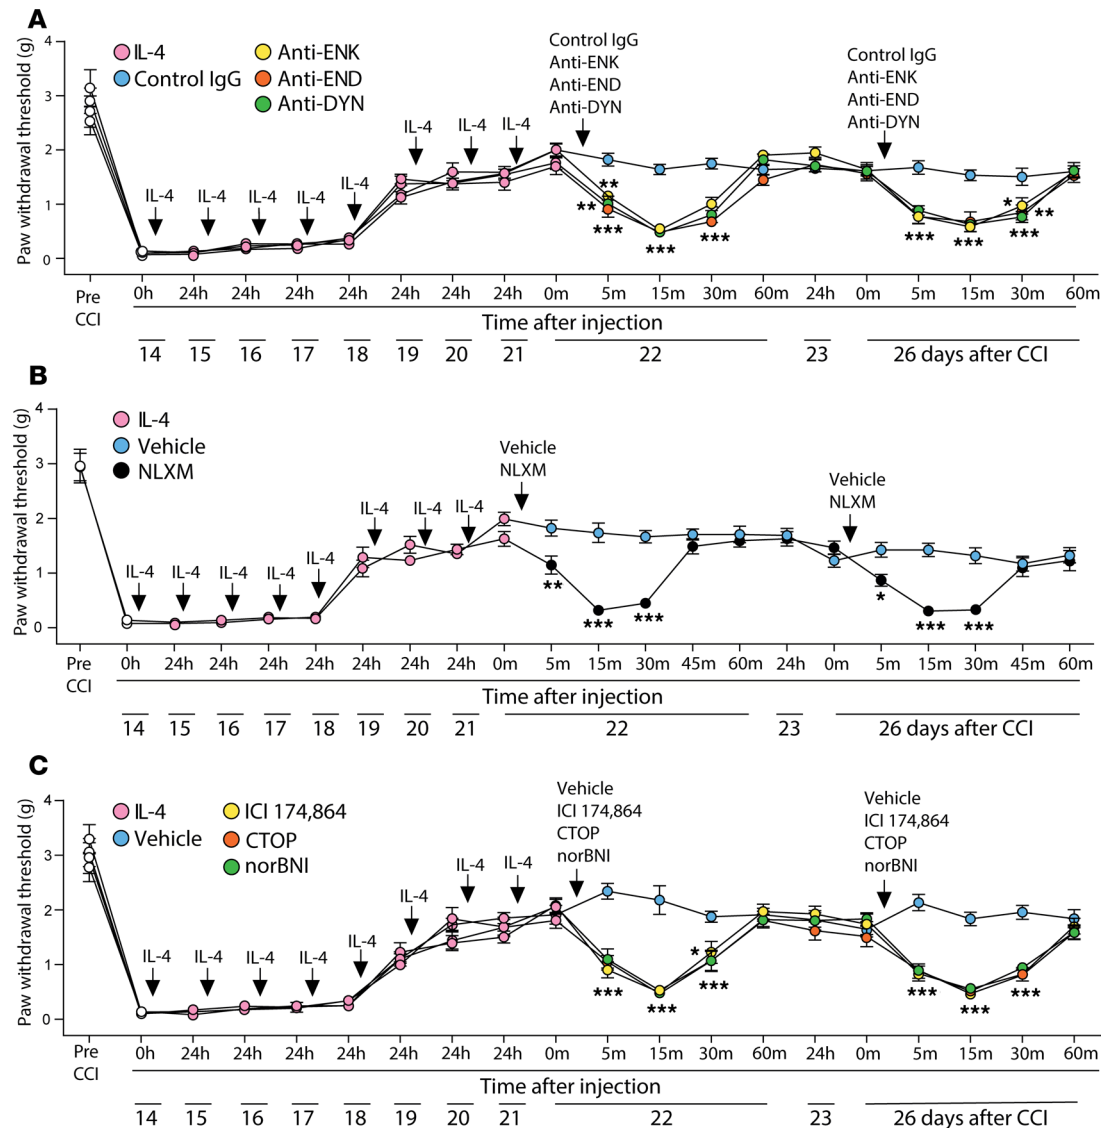 A
Paw withdrawal threshold (g)
4
3
2
1
0
IL-4
Control IgG
Anti-ENK
Anti-END
Anti-DYN
Control IgG
Anti-ENK
Anti-END
Anti-DYN
Control IgG
Anti-ENK
Anti-END
Anti-DYN
IL-4 IL-4 IL-4
IL-4
IL-4 IL-4 IL-4 IL-4
**
**
***
***
***
***
***
*
**
***
Pre
CCI
0h 24h 24h 24h 24h 24h 24h 24h 0m 5m 15m 30m 60m 24h 0m 5m 15m 30m 60m
Time after injection
14 15 16 17 18 19 20 21 22 23 26 days after CCI
B
Paw withdrawal threshold (g)
4
3
2
1
0
IL-4
Vehicle
NLXM
Vehicle
NLXM
Vehicle
NLXM
IL-4 IL-4 IL-4
IL-4
IL-4 IL-4 IL-4 IL-4
**
***
***
*
***
***
Pre
CCI
0h 24h 24h 24h 24h 24h 24h 24h 0m 5m 15m 30m 45m 60m 24h 0m 5m 15m 30m 45m 60m
Time after injection
14 15 16 17 18 19 20 21 22 23 26 days after CCI
C
Paw withdrawal threshold (g)
4
3
2
1
0
IL-4
Vehicle
ICI 174,864
CTOP
norBNI
Vehicle
ICI 174,864
CTOP
norBNI
Vehicle
ICI 174,864
CTOP
norBNI
IL-4 IL-4
IL-4
IL-4
IL-4 IL-4 IL-4 IL-4
***
***
*
***
***
***
***
Pre
CCI
0h 24h 24h 24h 24h 24h 24h 24h 0m 5m 15m 30m 60m 24h 0m 5m 15m 30m 60m
Time after injection
14 15 16 17 18 19 20 21 22 23 26 days after CCI